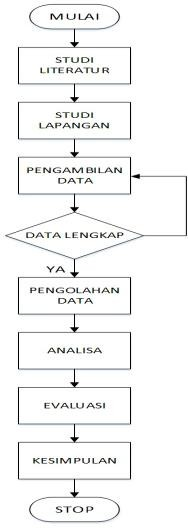 MULAI
STUDI
LITERATUR
STUDI
LAPANGAN
PENGAMBILAN
DATA
DATA LENGKAP
YA
PENGOLAHAN
DATA
ANALISA
EVALUASI
KESIMPULAN
STOP